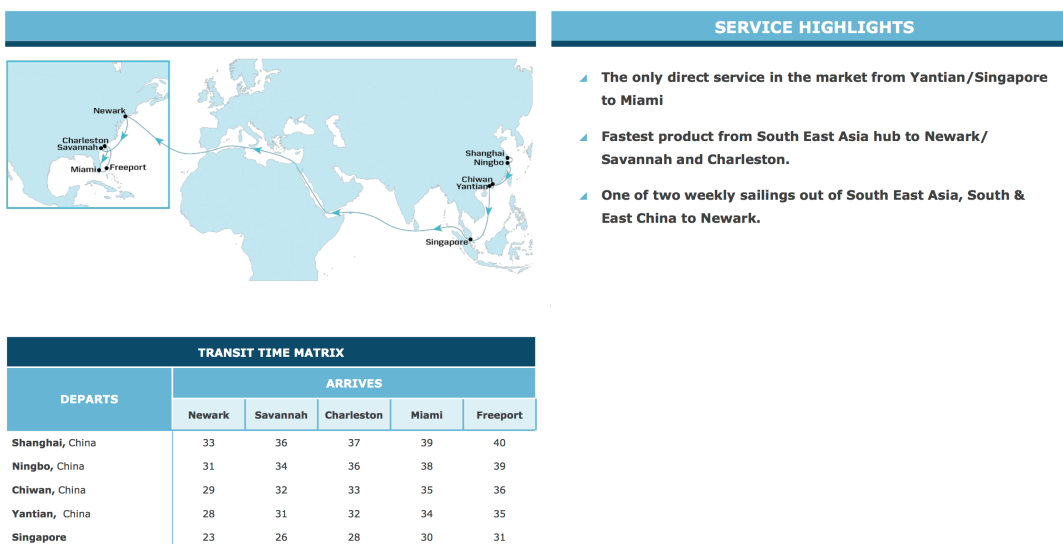 SERVICE HIGHLIGHTS
The only direct service in the market from Yantian/Singapore
to Miami
Fastest product from South East Asia hub to Newark/
Savannah and Charleston.
One of two weekly sailings out of South East Asia, South &
East China to Newark.
Newark
Charleston
Savannah
Miami
Freeport
Shanghai
Ningbo
Chiwan
Yantian
Singapore
TRANSIT TIME MATRIX
DEPARTS
ARRIVES
Newark Savannah Charleston Miami Freeport
Shanghai, China 33 36 37 39 40
Ningbo, China 31 34 36 38 39
Chiwan, China 29 32 33 35 36
Yantian, China 28 31 32 34 35
Singapore 23 26 28 30 31